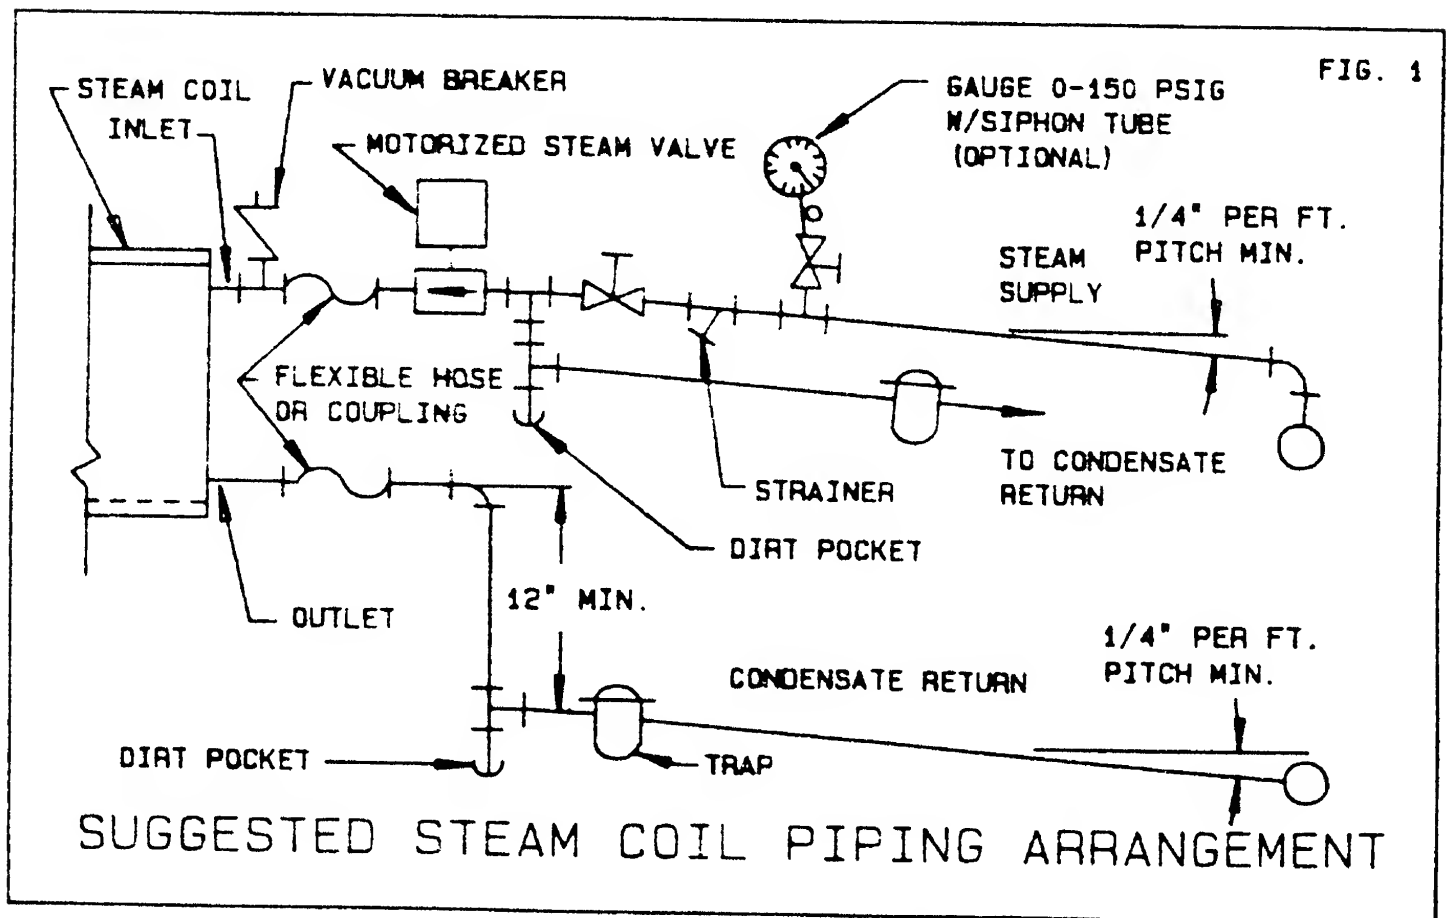 FIG. 1
STEAM COIL
INLET
VACUUM BREAKER
MOTORIZED STEAM VALVE
GAUGE 0-150 PSIG
W/SIPHON TUBE
(OPTIONAL)
1/4" PER FT.
PITCH MIN.
STEAM
SUPPLY
FLEXIBLE HOSE
OR COUPLING
TO CONDENSATE
RETURN
STRAINER
DIRT POCKET
OUTLET
12" MIN.
1/4" PER FT.
PITCH MIN.
CONDENSATE RETURN
DIRT POCKET
TRAP
SUGGESTED STEAM COIL PIPING ARRANGEMENT